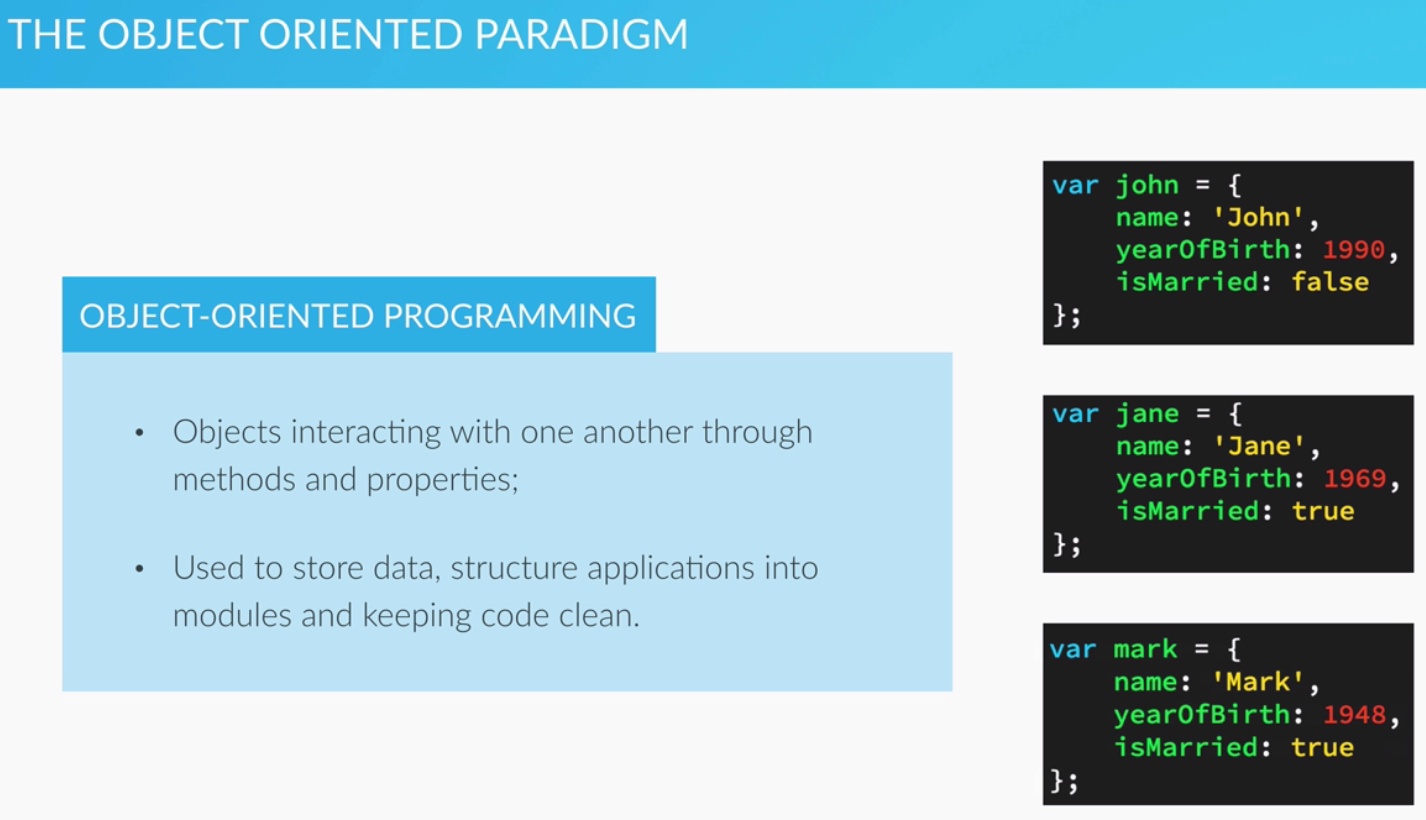 THE OBJECT ORIENTED PARADIGM
OBJECT-ORIENTED PROGRAMMING
• Objects interacting with one another through
methods and properties;
• Used to store data, structure applications into
modules and keeping code clean.
var john = {
    name: 'John',
    yearOfBirth: 1990,
    isMarried: false
};
var jane = {
    name: 'Jane',
    yearOfBirth: 1969,
    isMarried: true
};
var mark = {
    name: 'Mark',
    yearOfBirth: 1948,
    isMarried: true
};